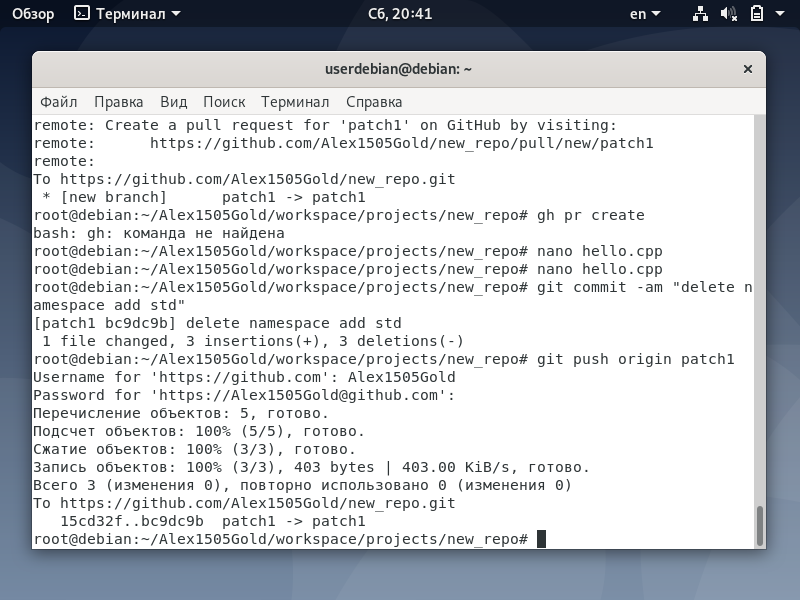 Обзор Терминал Сб, 20:41 en
userdebian@debian: ~ ×
Файл Правка Вид Поиск Терминал Справка
remote: Create a pull request for 'patch1' on GitHub by visiting:
remote:      https://github.com/Alex1505Gold/new_repo/pull/new/patch1
remote:
To https://github.com/Alex1505Gold/new_repo.git
 * [new branch]      patch1 -> patch1
root@debian:~/Alex1505Gold/workspace/projects/new_repo# gh pr create
bash: gh: команда не найдена
root@debian:~/Alex1505Gold/workspace/projects/new_repo# nano hello.cpp
root@debian:~/Alex1505Gold/workspace/projects/new_repo# nano hello.cpp
root@debian:~/Alex1505Gold/workspace/projects/new_repo# git commit -am "delete n
amespace add std"
[patch1 bc9dc9b] delete namespace add std
 1 file changed, 3 insertions(+), 3 deletions(-)
root@debian:~/Alex1505Gold/workspace/projects/new_repo# git push origin patch1
Username for 'https://github.com': Alex1505Gold
Password for 'https://Alex1505Gold@github.com':
Перечисление объектов: 5, готово.
Подсчет объектов: 100% (5/5), готово.
Сжатие объектов: 100% (3/3), готово.
Запись объектов: 100% (3/3), 403 bytes | 403.00 KiB/s, готово.
Всего 3 (изменения 0), повторно использовано 0 (изменения 0)
To https://github.com/Alex1505Gold/new_repo.git
   15cd32f..bc9dc9b  patch1 -> patch1
root@debian:~/Alex1505Gold/workspace/projects/new_repo#